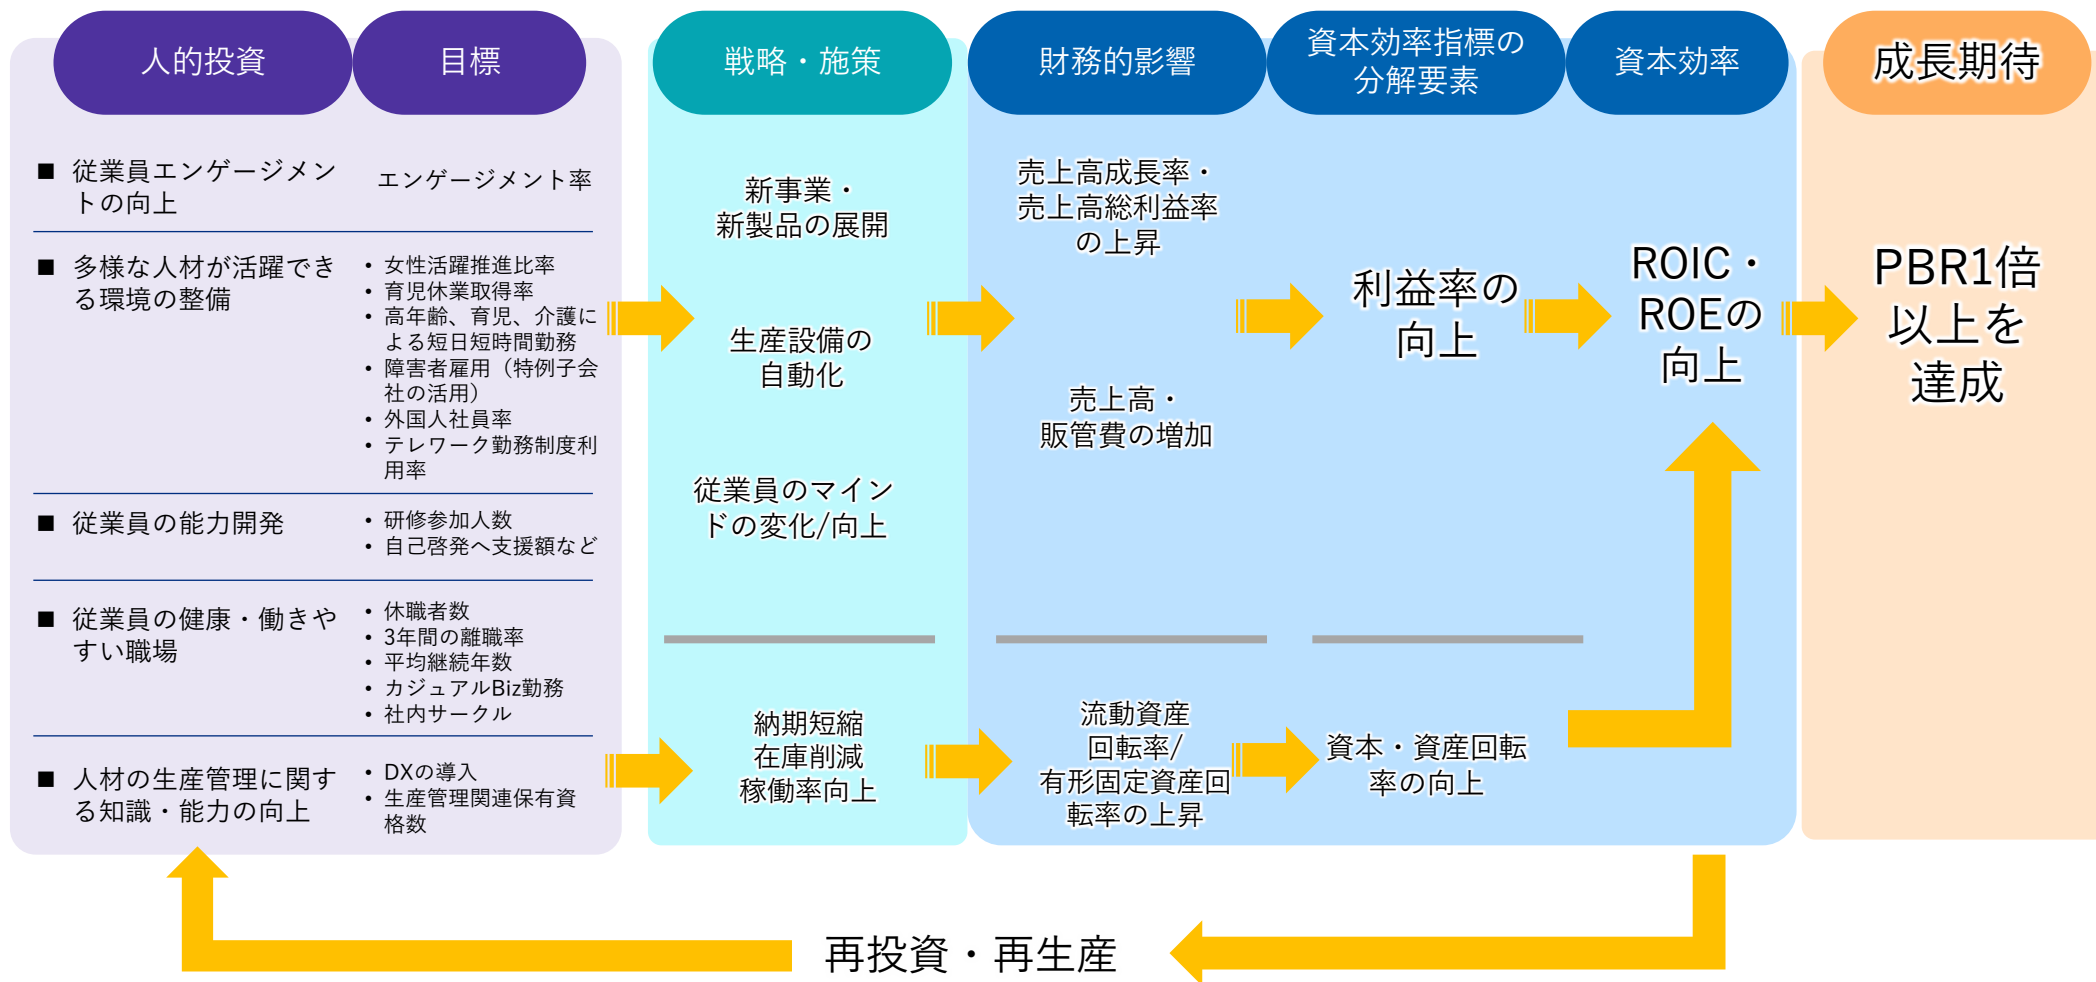 人的投資
目標
戦略・施策
財務的影響
資本効率指標の
分解要素
資本効率
成長期待
■ 従業員エンゲージメン
トの向上
エンゲージメント率
■ 多様な人材が活躍でき
る環境の整備
• 女性活躍推進比率
• 育児休業取得率
• 高年齢、育児、介護に
よる短日短時間勤務
• 障害者雇用（特例子会
社の活用）
• 外国人社員率
• テレワーク勤務制度利
用率
■ 従業員の能力開発
• 研修参加人数
• 自己啓発へ支援額など
■ 従業員の健康・働きや
すい職場
• 休職者数
• 3年間の離職率
• 平均継続年数
• カジュアルBiz勤務
• 社内サークル
■ 人材の生産管理に関す
る知識・能力の向上
• DXの導入
• 生産管理関連保有資
格数
新事業・
新製品の展開
生産設備の
自動化
従業員のマイン
ドの変化/向上
納期短縮
在庫削減
稼働率向上
売上高成長率・
売上高総利益率
の上昇
売上高・
販管費の増加
流動資産
回転率/
有形固定資産回
転率の上昇
利益率の
向上
資本・資産回転
率の向上
ROIC・
ROEの
向上
PBR1倍
以上を
達成
再投資・再生産